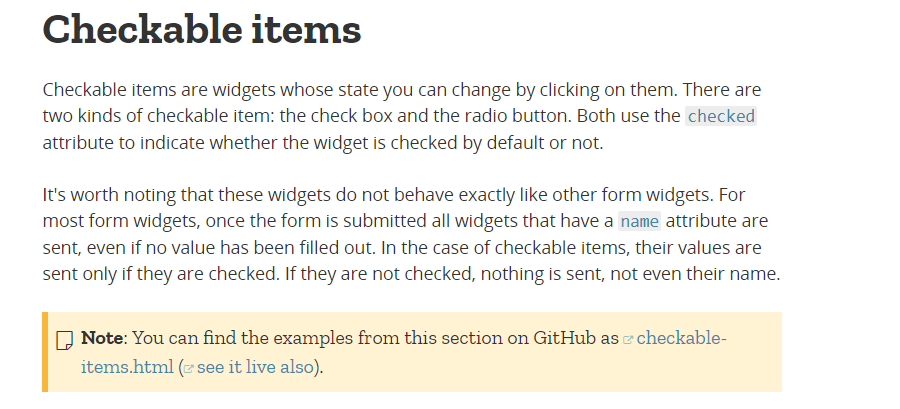 Checkable items
Checkable items are widgets whose state you can change by clicking on them. There are
two kinds of checkable item: the check box and the radio button. Both use the checked
attribute to indicate whether the widget is checked by default or not.
It's worth noting that these widgets do not behave exactly like other form widgets. For
most form widgets, once the form is submitted all widgets that have a name attribute are
sent, even if no value has been filled out. In the case of checkable items, their values are
sent only if they are checked. If they are not checked, nothing is sent, not even their name.
Note: You can find the examples from this section on GitHub as checkable-
items.html (see it live also).